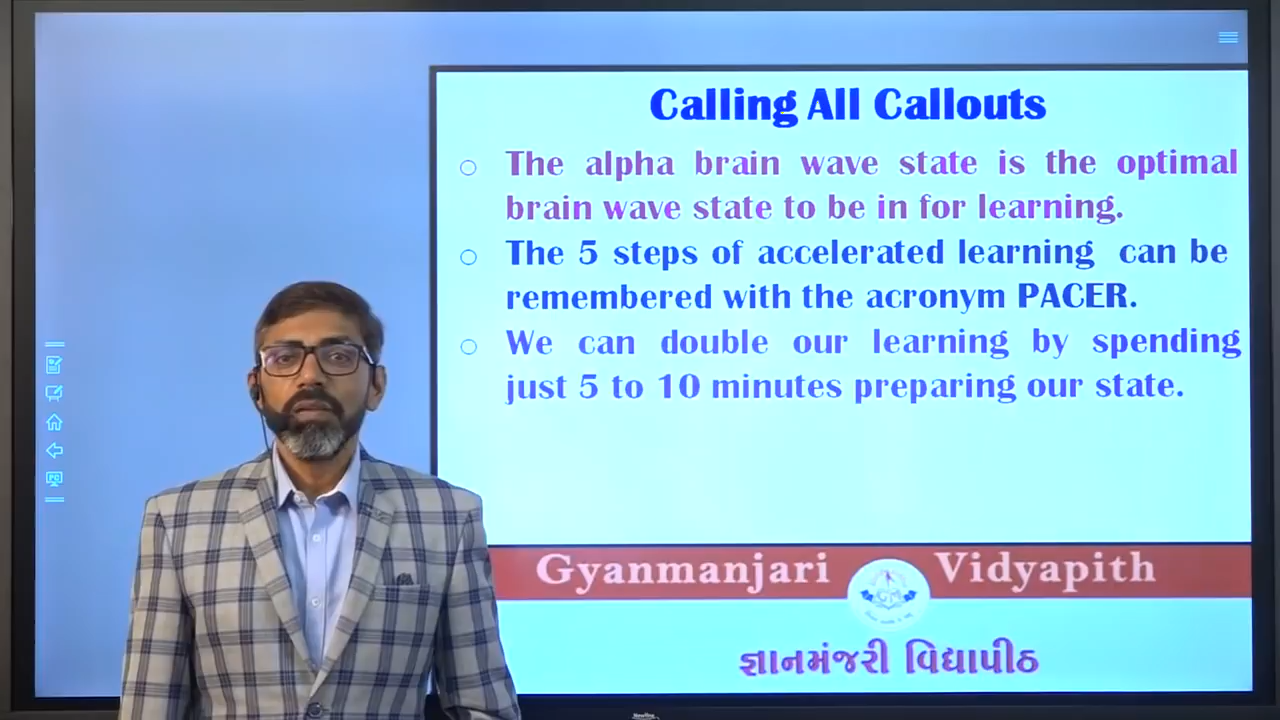 Calling All Callouts
The alpha brain wave state is the optimal
brain wave state to be in for learning.
The 5 steps of accelerated learning can be
remembered with the acronym PACER.
We can double our learning by spending
just 5 to 10 minutes preparing our state.
Gyanmanjari Vidyapith
જ્ઞાનમંજરી વિદ્યાપીઠ